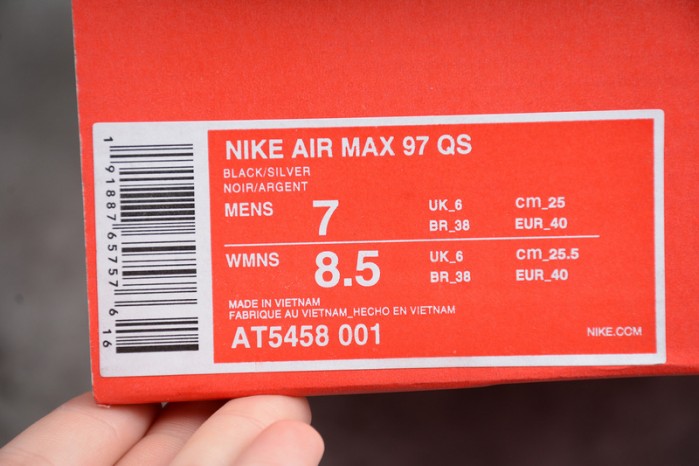 1 91887 65757 6 16
NIKE AIR MAX 97 QS
BLACK/SILVER
NOIR/ARGENT
MENS 7 UK_6 cm_25
BR_38 EUR_40
WMNS 8.5 UK_6 cm_25.5
BR_38 EUR_40
MADE IN VIETNAM
FABRIQUE AU VIETNAM_HECHO EN VIETNAM
AT5458 001
NIKE.COM